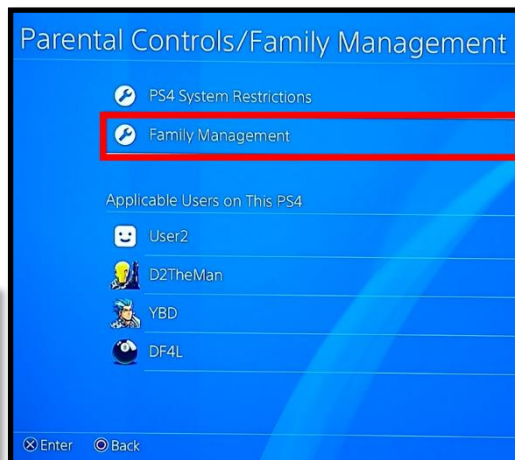 Parental Controls/Family Management
PS4 System Restrictions
Family Management
Applicable Users on This PS4
User2
D2TheMan
YBD
DF4L
Enter Back